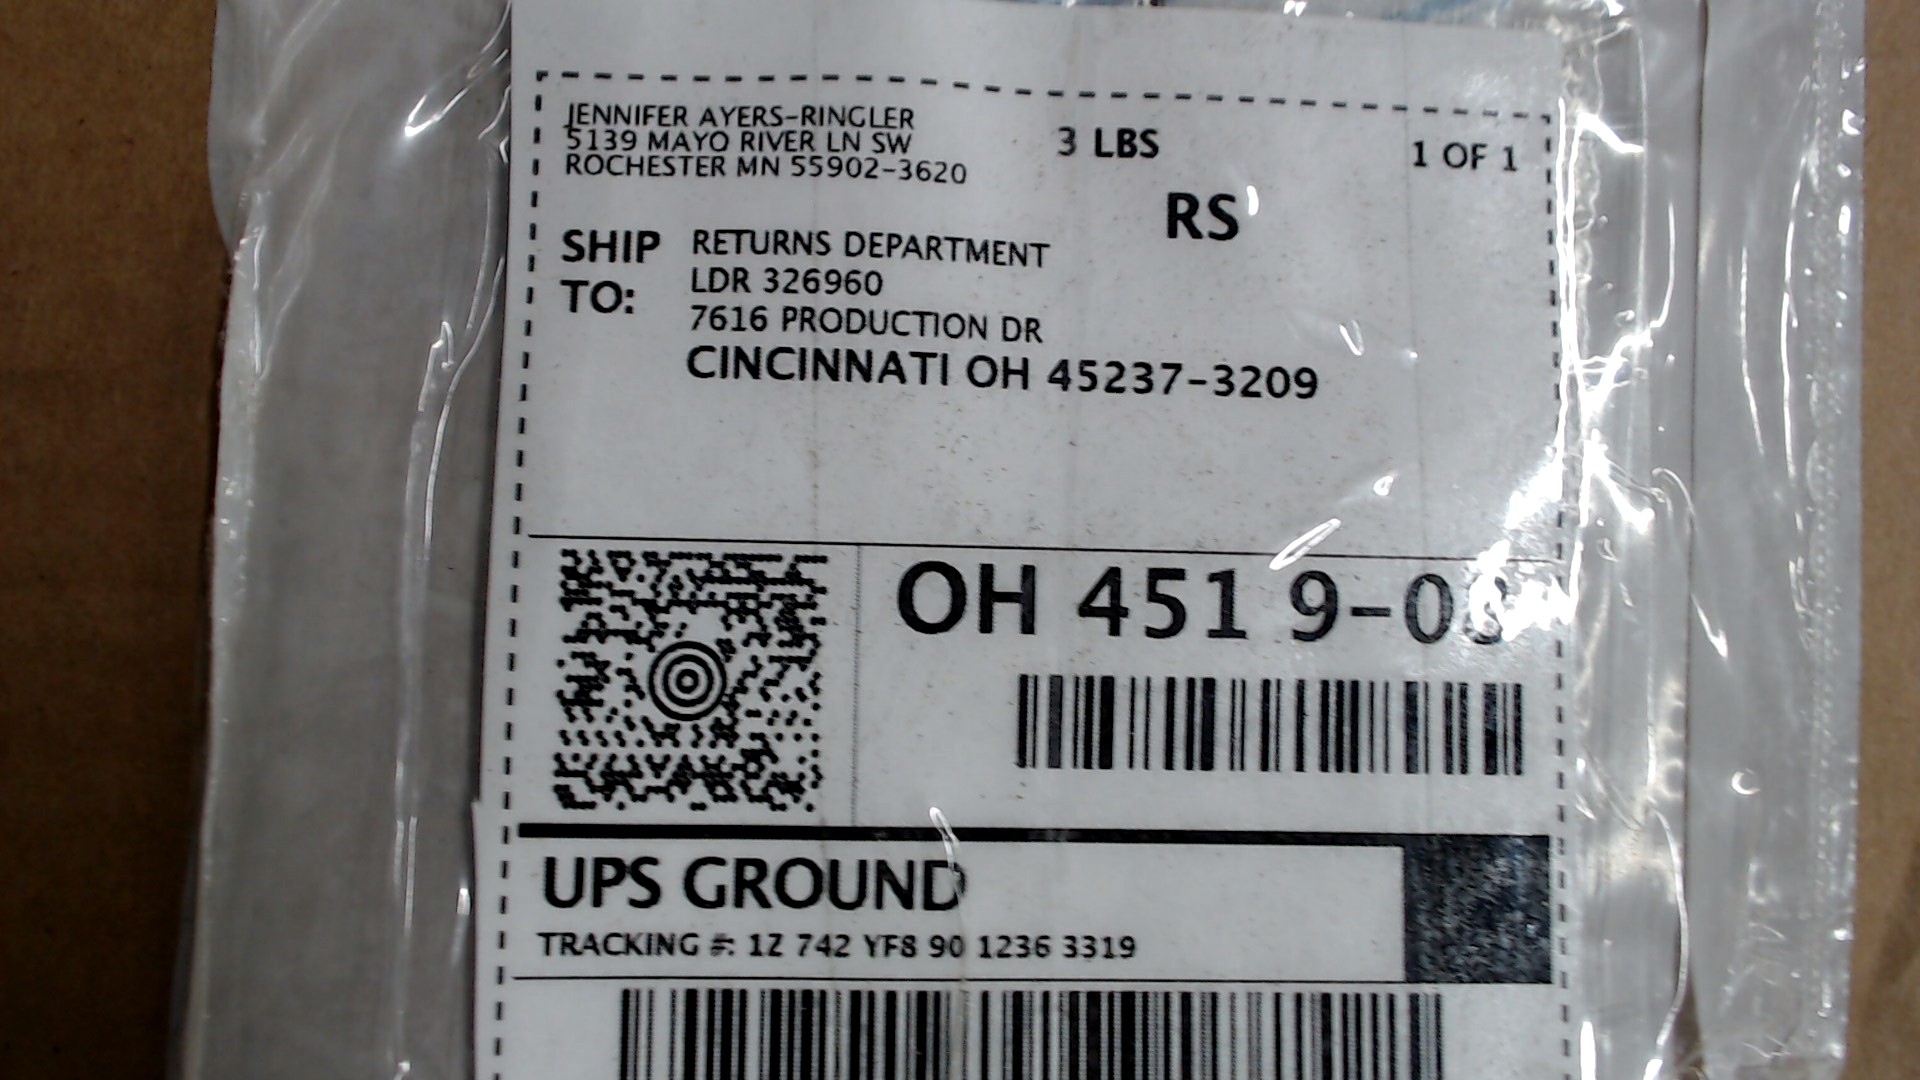 JENNIFER AYERS-RINGLER
5139 MAYO RIVER LN SW
ROCHESTER MN 55902-3620
3 LBS
1 OF 1
RS
SHIP TO:
RETURNS DEPARTMENT
LDR 326960
7616 PRODUCTION DR
CINCINNATI OH 45237-3209
OH 451 9-03
UPS GROUND
TRACKING #: 1Z 742 YF8 90 1236 3319